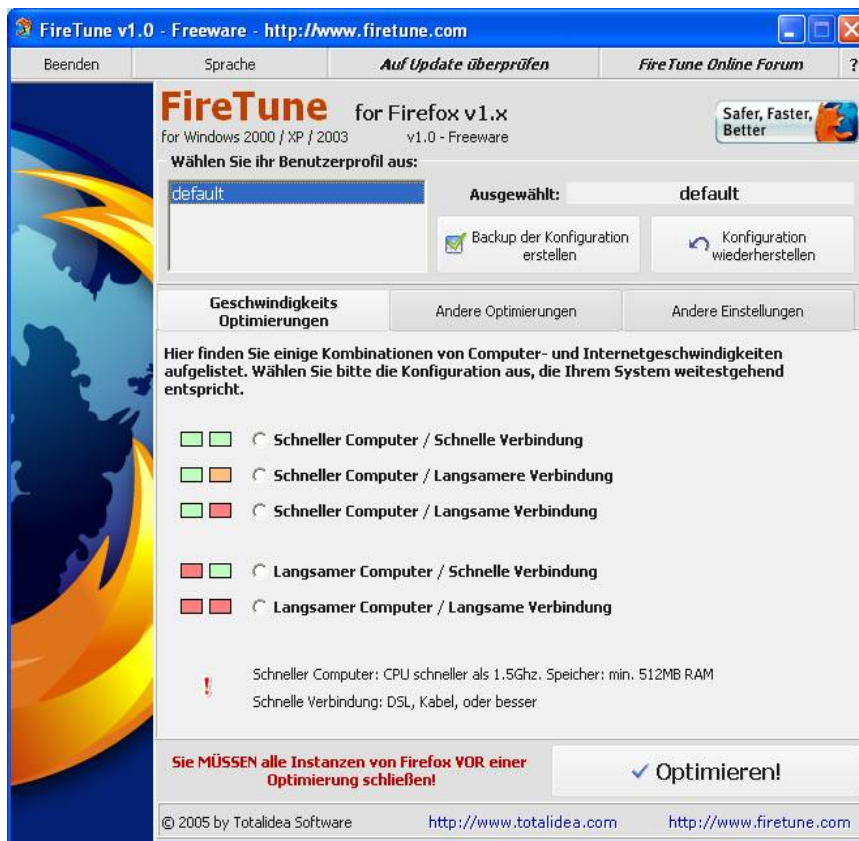 FireTune v1.0 - Freeware - http://www.firetune.com
Beenden Sprache Auf Update überprüfen FireTune Online Forum ?
FireTune for Firefox v1.x
for Windows 2000 / XP / 2003 v1.0 - Freeware
Safer, Faster,
Better
Wählen Sie ihr Benutzerprofil aus:
default
Ausgewählt: default
Backup der Konfiguration
erstellen
Konfiguration
wiederherstellen
Geschwindigkeits
Optimierungen
Andere Optimierungen
Andere Einstellungen
Hier finden Sie einige Kombinationen von Computer- und Internetgeschwindigkeiten
aufgelistet. Wählen Sie bitte die Konfiguration aus, die Ihrem System weitestgehend
entspricht.
Schneller Computer / Schnelle Verbindung
Schneller Computer / Langsamere Verbindung
Schneller Computer / Langsame Verbindung
Langsamer Computer / Schnelle Verbindung
Langsamer Computer / Langsame Verbindung
! Schneller Computer: CPU schneller als 1.5Ghz. Speicher: min. 512MB RAM
Schnelle Verbindung: DSL, Kabel, oder besser
Sie MÜSSEN alle Instanzen von Firefox VOR einer
Optimierung schließen!
Optimieren!
© 2005 by Totalidea Software http://www.totalidea.com http://www.firetune.com